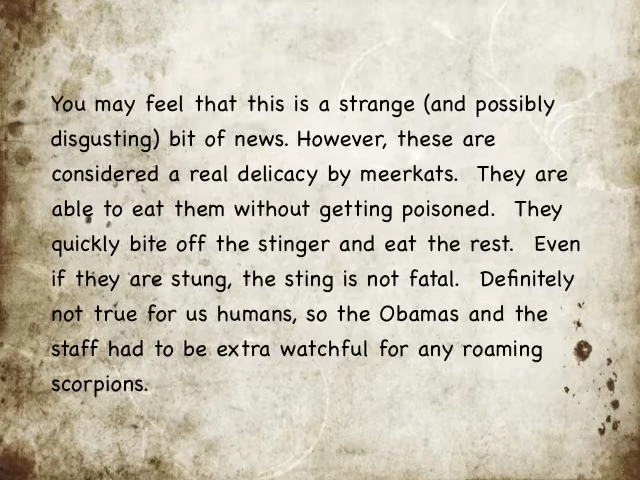 You may feel that this is a strange (and possibly
disgusting) bit of news. However, these are
considered a real delicacy by meerkats.  They are
able to eat them without getting poisoned.  They
quickly bite off the stinger and eat the rest.  Even
if they are stung, the sting is not fatal.  Definitely
not true for us humans, so the Obamas and the
staff had to be extra watchful for any roaming
scorpions.